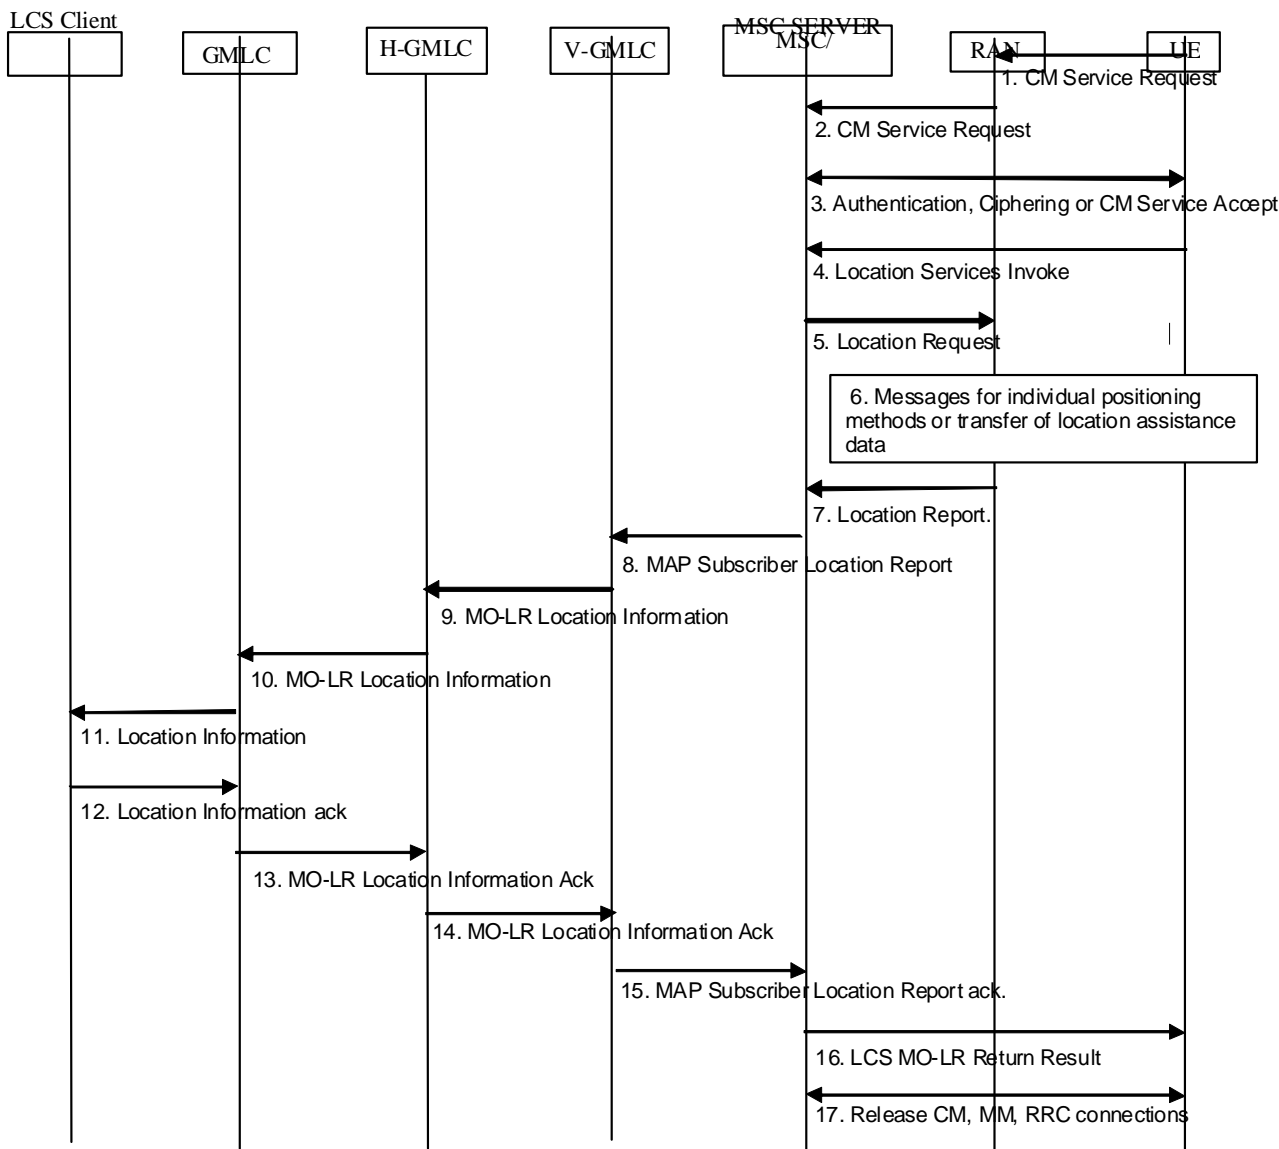 LCS Client
GMLC
H-GMLC
V-GMLC
MSC SERVER
MSC/
RAN
UE
1. CM Service Request
2. CM Service Request
3. Authentication, Ciphering or CM Service Accept
4. Location Services Invoke
5. Location Request
6. Messages for individual positioning
methods or transfer of location assistance
data
7. Location Report.
8. MAP Subscriber Location Report
9. MO-LR Location Information
10. MO-LR Location Information
11. Location Information
12. Location Information ack
13. MO-LR Location Information Ack
14. MO-LR Location Information Ack
15. MAP Subscriber Location Report ack.
16. LCS MO-LR Return Result
17. Release CM, MM, RRC connections